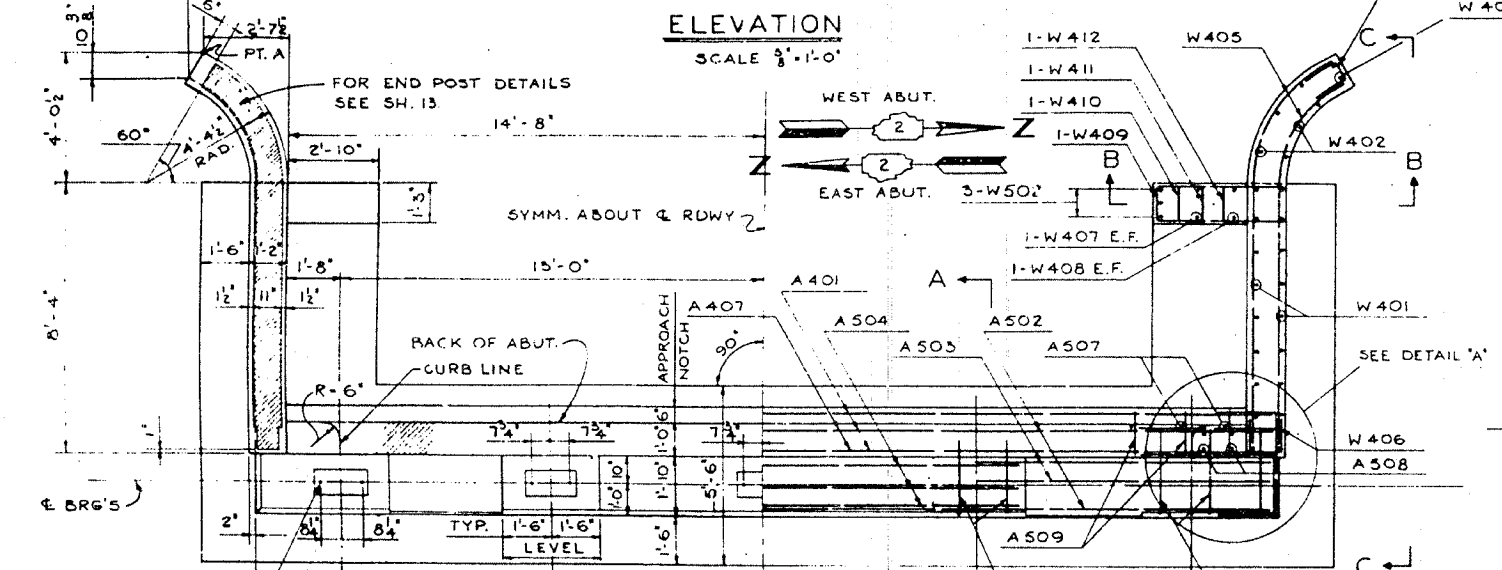 ELEVATION
SCALE 3/8" = 1'-0"
10 3/8"
2'-7 1/2"
PT. A
FOR END POST DETAILS
SEE SH. 13
4'-0 1/2"
60°
4'-4 1/2"
RAD.
14'-8"
2'-10"
1'-3"
WEST ABUT.
2
Z
Z
2
EAST ABUT.
SYMM. ABOUT ℄ RDWY
1-W412
1-W411
1-W410
1-W409
B
3-W502
1-W407 E.F.
1-W408 E.F.
W405
C
W402
B
W401
1'-6"
1'-2"
1'-8"
13'-0"
1 1/2"
11"
1 1/2"
8'-4"
A
A401
A407
A504
A502
A503
A507
APPROACH
NOTCH
90°
SEE DETAIL "A"
BACK OF ABUT.
CURB LINE
R-6"
6"
7 3/4"
7 3/4"
7 3/4"
1'-0"
1"
W406
A508
℄ BRG'S
10"
1'-0"
1'-10"
5'-6"
2"
8 1/4"
8 1/4"
TYP.
1'-6"
1'-6"
LEVEL
1'-6"
A509
C